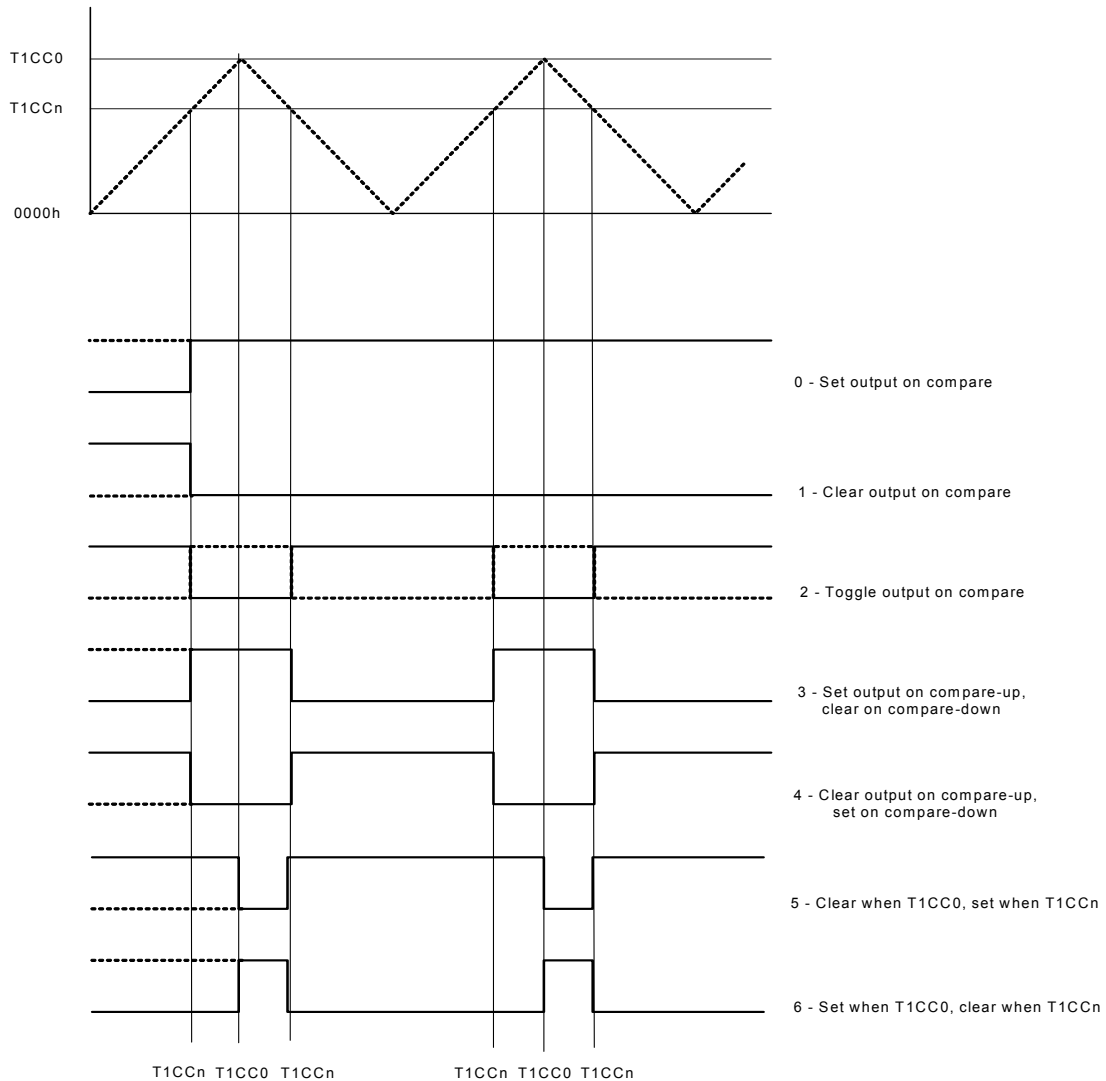 T1CC0
T1CCn
0000h
0 - Set output on compare
1 - Clear output on compare
2 - Toggle output on compare
3 - Set output on compare-up,
clear on compare-down
4 - Clear output on compare-up,
set on compare-down
5 - Clear when T1CC0, set when T1CCn
6 - Set when T1CC0, clear when T1CCn
T1CCn T1CC0 T1CCn T1CCn T1CC0 T1CCn